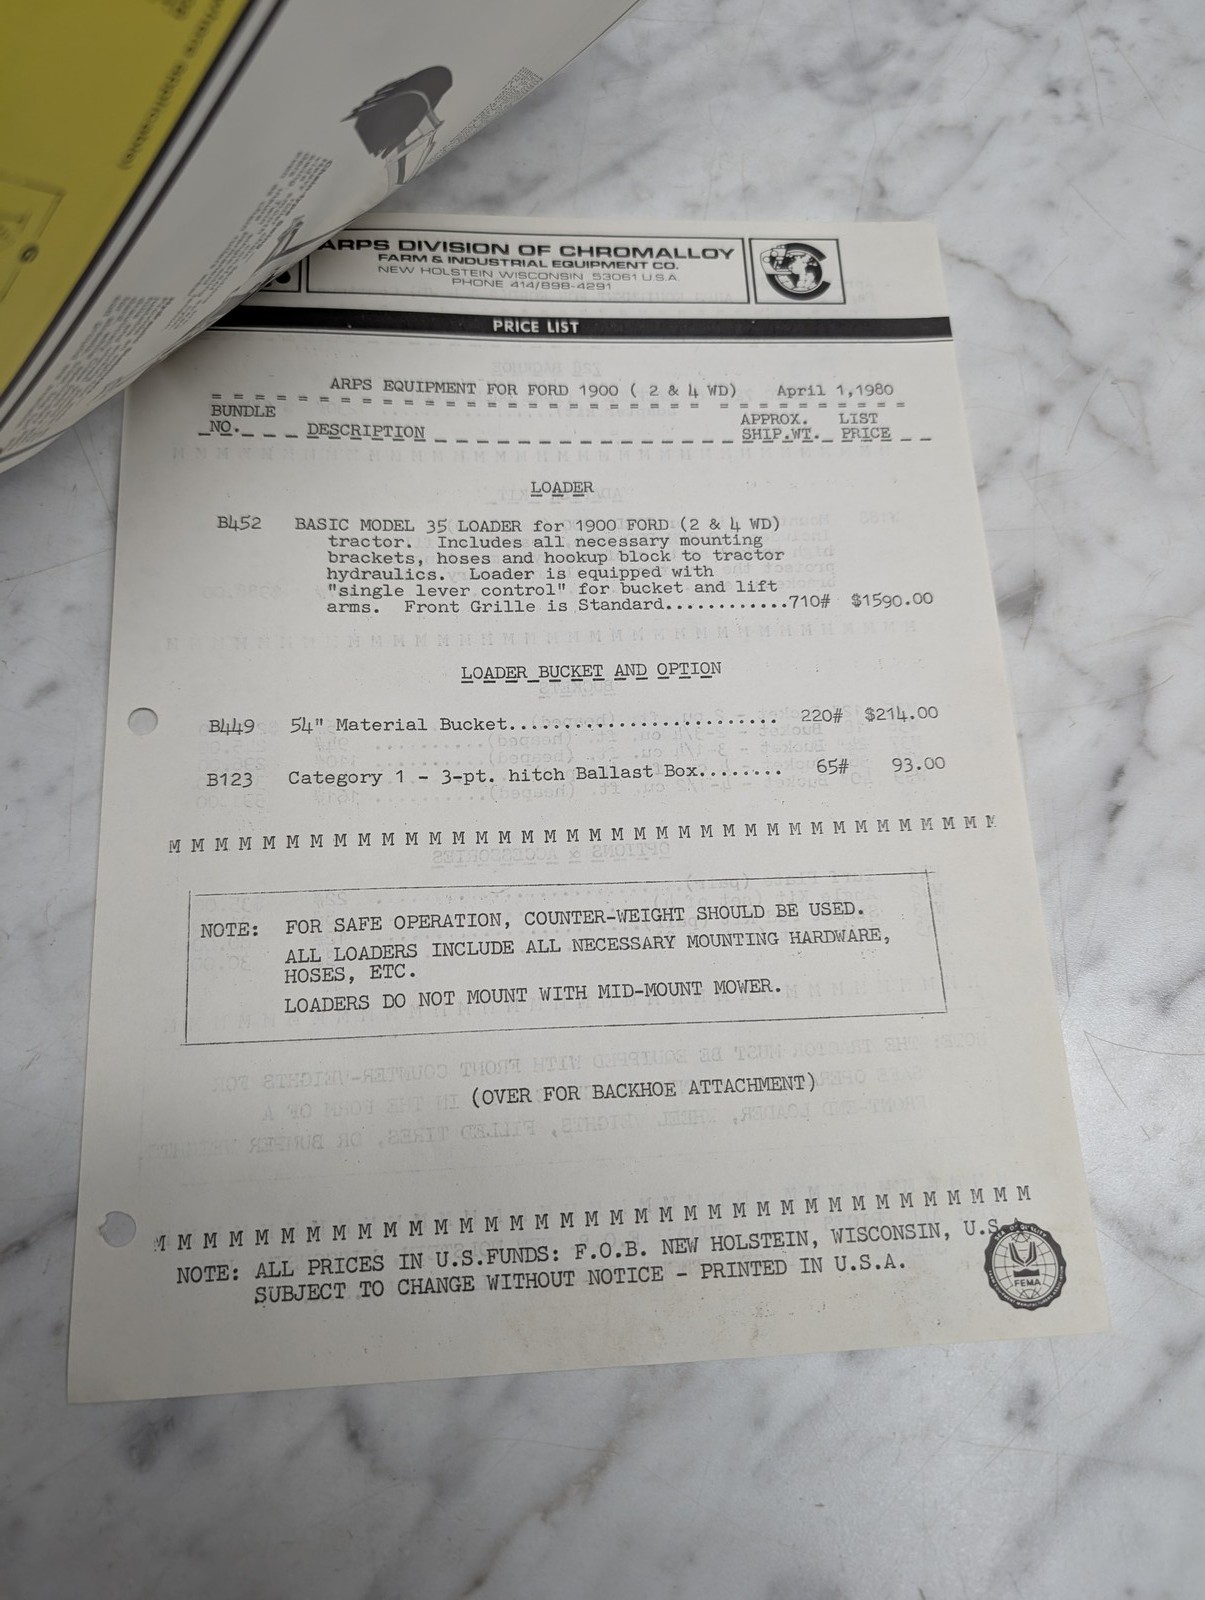 where applicable)
G
ARPS DIVISION OF CHROMALLOY
FARM & INDUSTRIAL EQUIPMENT CO.
NEW HOLSTEIN WISCONSIN 53061 U.S.A.
PHONE 414/898-4291
PRICE LIST
ARPS EQUIPMENT FOR FORD 1900 ( 2 & 4 WD) April 1,1980
BUNDLE NO. DESCRIPTION APPROX. SHIP.WT. LIST PRICE
LOADER
B452 BASIC MODEL 35 LOADER for 1900 FORD (2 & 4 WD)
tractor. Includes all necessary mounting
brackets, hoses and hookup block to tractor
hydraulics. Loader is equipped with
"single lever control" for bucket and lift
arms. Front Grille is Standard............710# $1590.00
LOADER BUCKET AND OPTION
B449 54" Material Bucket......................... 220# $214.00
B123 Category 1 - 3-pt. hitch Ballast Box........ 65# 93.00
M M M M M M M M M M M M M M M M M M M M M M M M M M M M M M M M M M M M
NOTE: FOR SAFE OPERATION, COUNTER-WEIGHT SHOULD BE USED.
ALL LOADERS INCLUDE ALL NECESSARY MOUNTING HARDWARE,
HOSES, ETC.
LOADERS DO NOT MOUNT WITH MID-MOUNT MOWER.
(OVER FOR BACKHOE ATTACHMENT)
M M M M M M M M M M M M M M M M M M M M M M M M M M M M M M M M M M M
NOTE: ALL PRICES IN U.S.FUNDS: F.O.B. NEW HOLSTEIN, WISCONSIN, U.S.
SUBJECT TO CHANGE WITHOUT NOTICE - PRINTED IN U.S.A.
FEMA